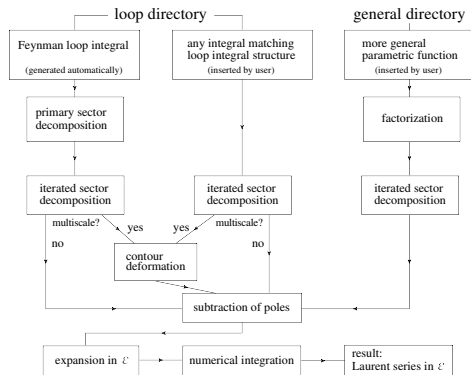 loop directory
general directory
Feynman loop integral
(generated automatically)
any integral matching
loop integral structure
(inserted by user)
more general
parametric function
(inserted by user)
primary sector
decomposition
factorization
iterated sector
decomposition
iterated sector
decomposition
iterated sector
decomposition
multiscale?
yes
no
multiscale?
yes
no
contour
deformation
subtraction of poles
expansion in ε
numerical integration
result:
Laurent series in ε